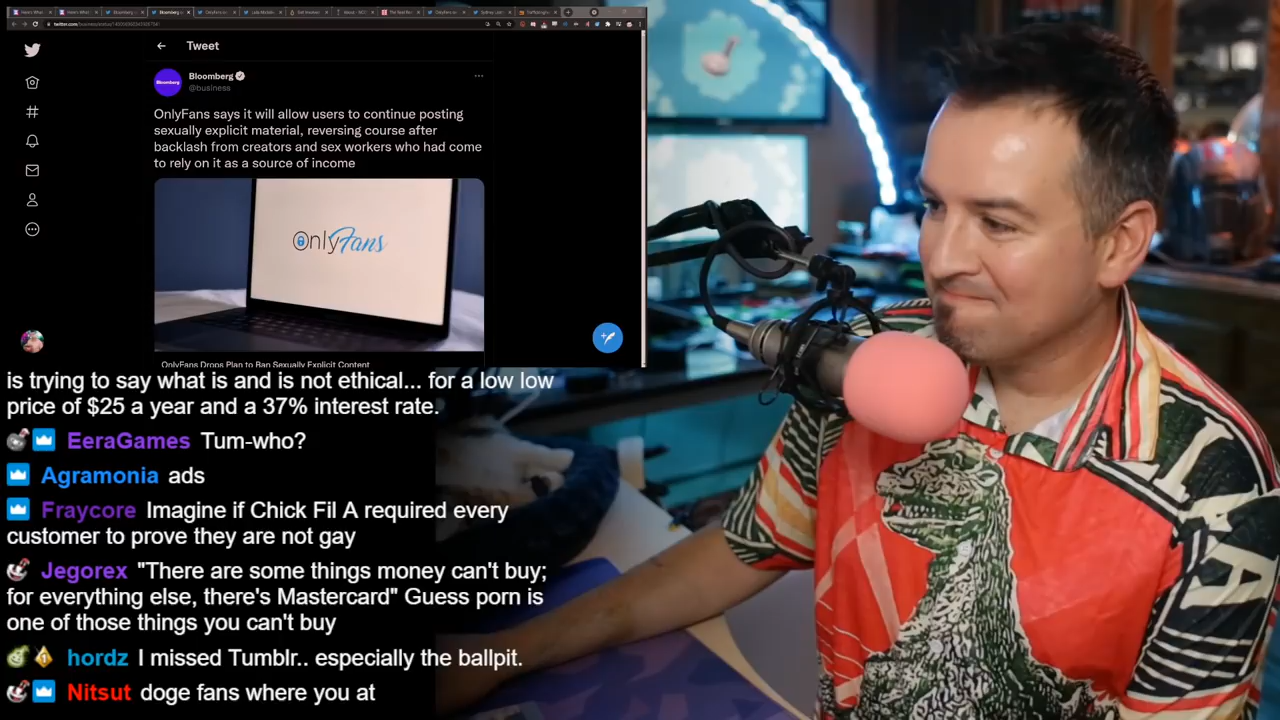 twitter.com/business/status/
Tweet
Bloomberg
Bloomberg
@business
OnlyFans says it will allow users to continue posting
sexually explicit material, reversing course after
backlash from creators and sex workers who had come
to rely on it as a source of income
OnlyFans
OnlyFans Drops Plan to Ban Sexually Explicit Content
is trying to say what is and is not ethical... for a low low
price of $25 a year and a 37% interest rate.
EeraGames Tum-who?
Agramonia ads
Fraycore Imagine if Chick Fil A required every
customer to prove they are not gay
Jegorex "There are some things money can't buy;
for everything else, there's Mastercard" Guess porn is
one of those things you can't buy
hordz I missed Tumblr.. especially the ballpit.
Nitsut doge fans where you at